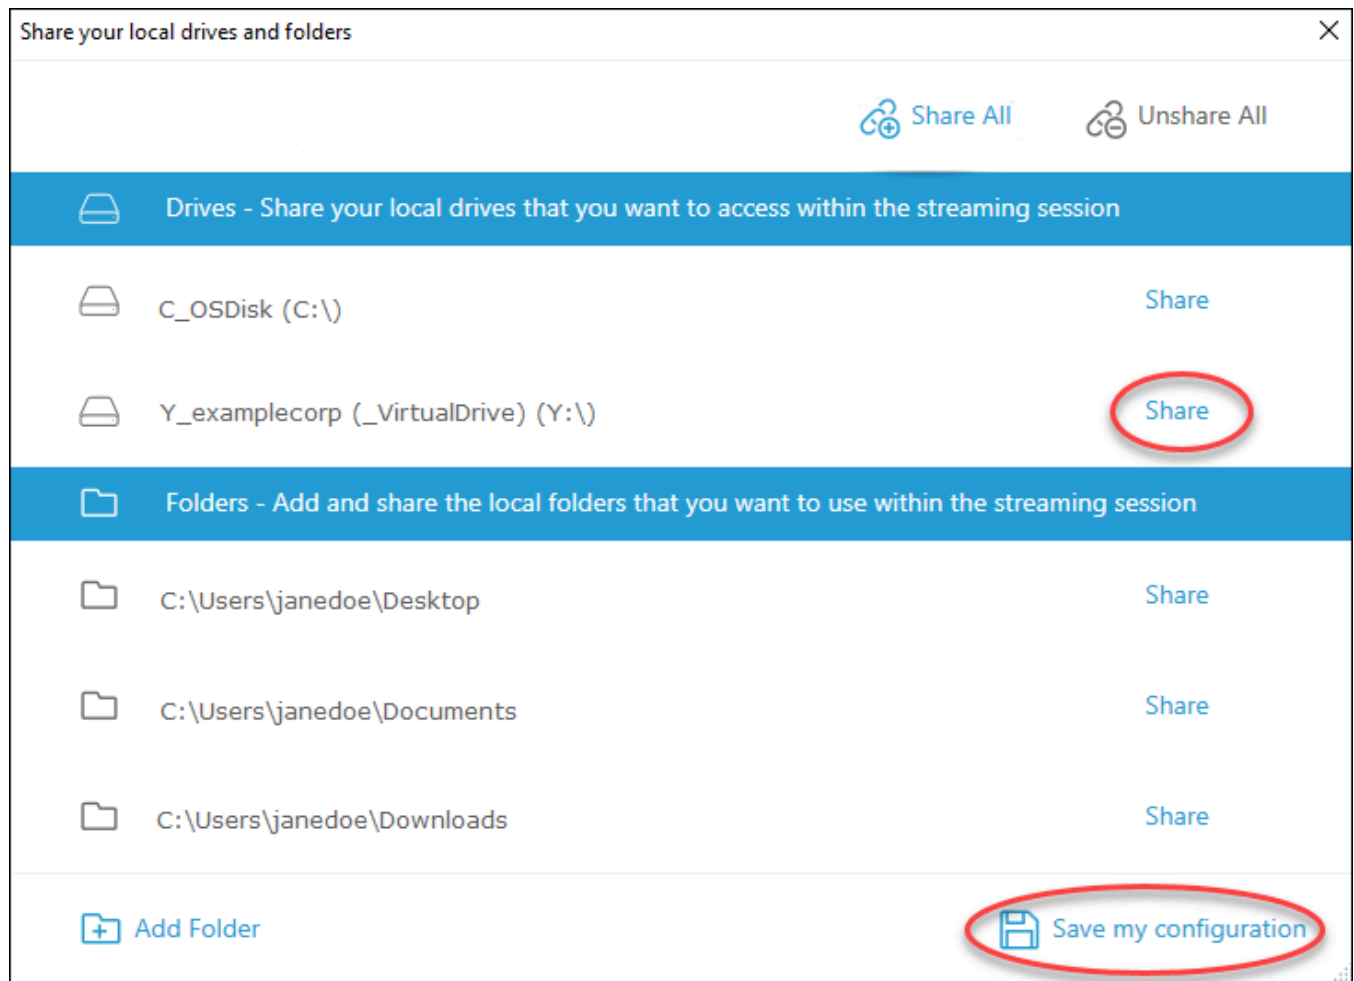 Share your local drives and folders
Share All
Unshare All
Drives - Share your local drives that you want to access within the streaming session
C_OSDisk (C:\)
Share
Y_examplecorp (_VirtualDrive) (Y:\)
Share
Folders - Add and share the local folders that you want to use within the streaming session
C:\Users\janedoe\Desktop
Share
C:\Users\janedoe\Documents
Share
C:\Users\janedoe\Downloads
Share
Add Folder
Save my configuration